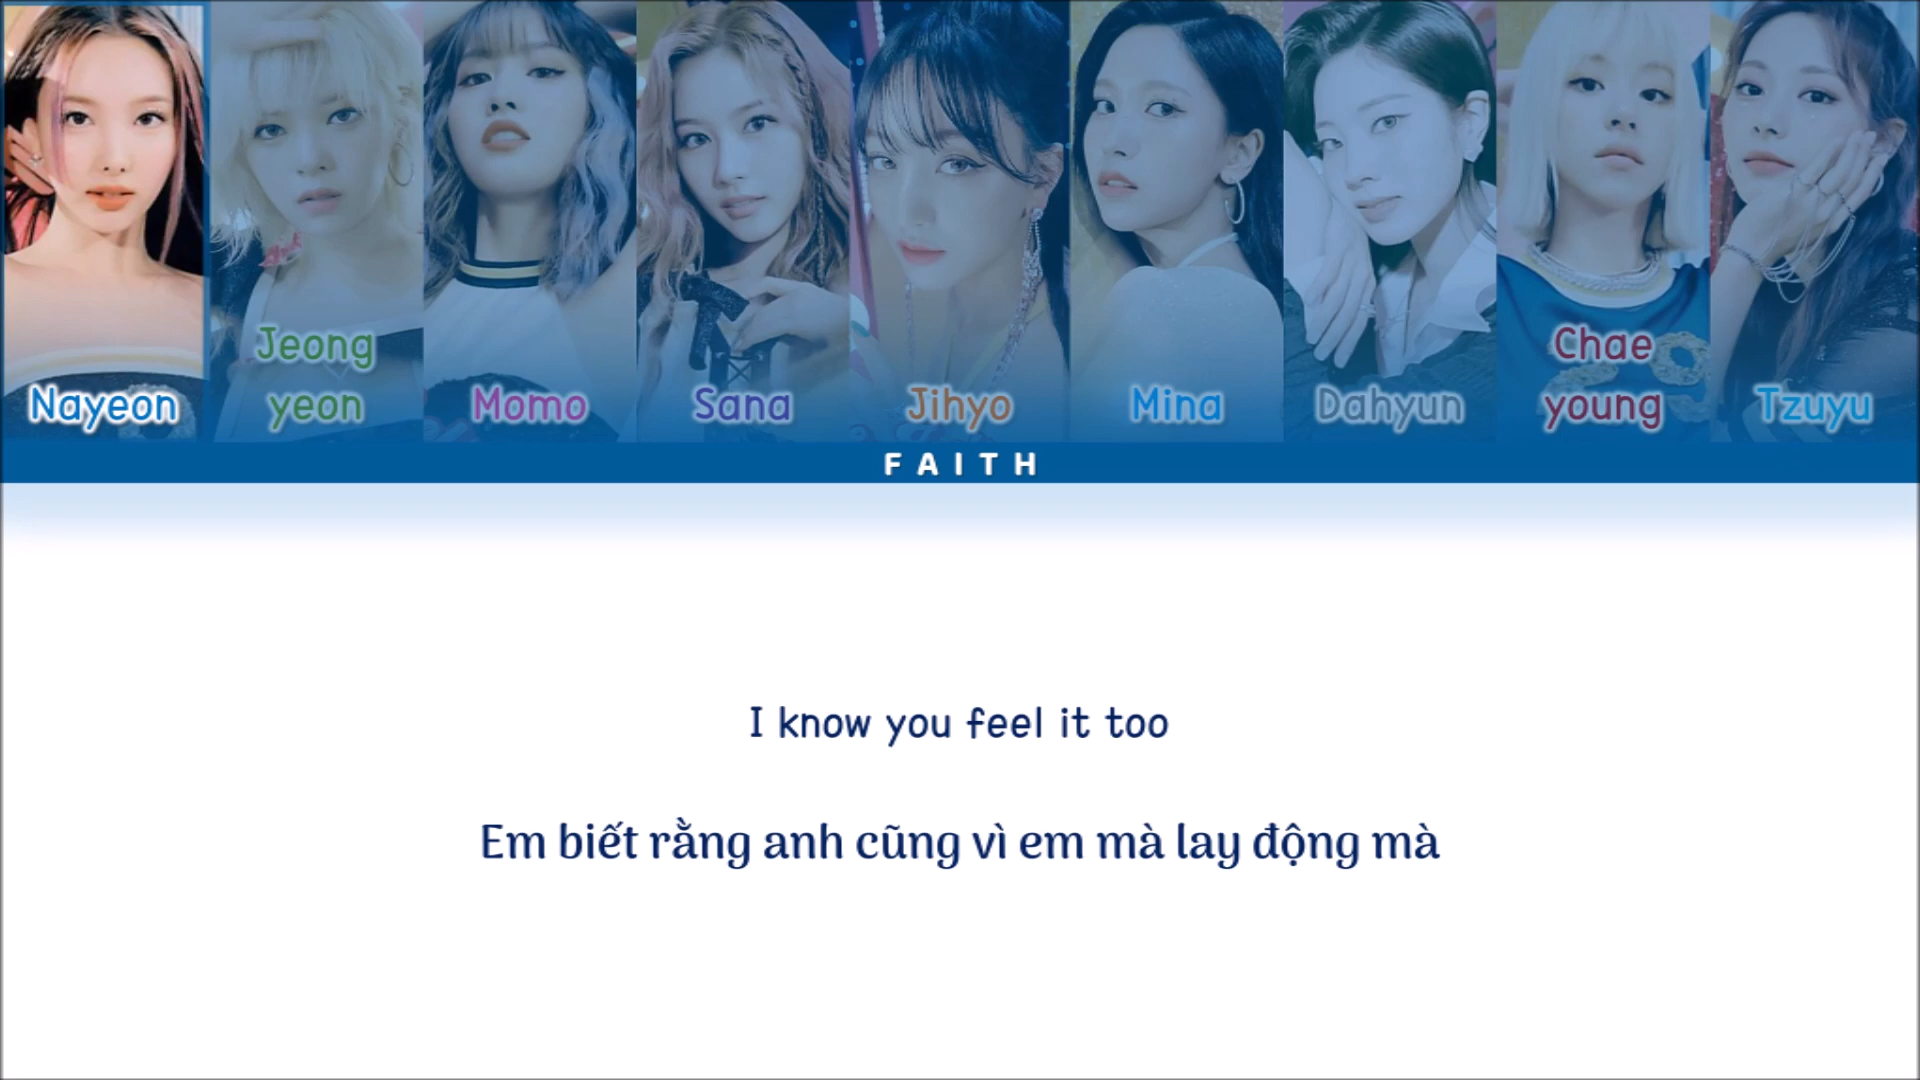 Nayeon
Jeong
yeon
Momo
Sana
Jihyo
Mina
Dahyun
Chae
young
Tzuyu
FAITH
I know you feel it too
Em biết rằng anh cũng vì em mà lay động mà